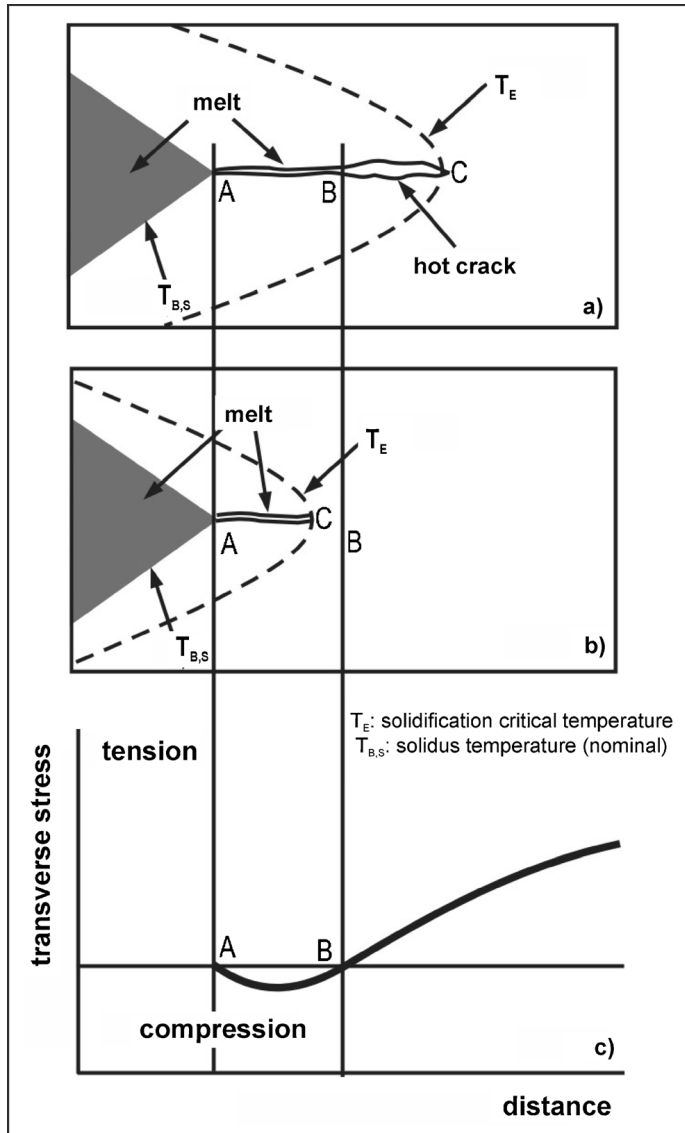 T_E
melt
A
B
C
hot crack
T_B,S
a)
melt
T_E
C
A
B
T_B,S
b)
T_E: solidification critical temperature
T_B,S: solidus temperature (nominal)
tension
transverse stress
A
B
compression
c)
distance